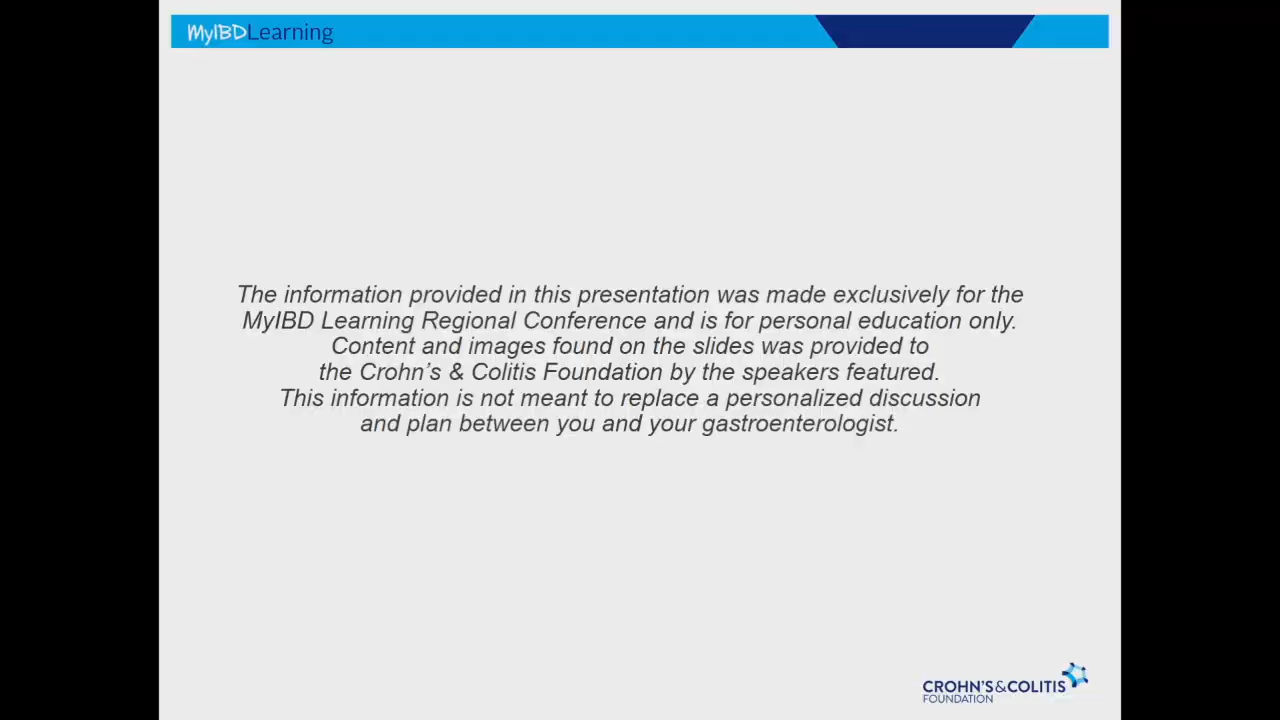 MyIBDLearning
The information provided in this presentation was made exclusively for the
MyIBD Learning Regional Conference and is for personal education only.
Content and images found on the slides was provided to
the Crohn’s & Colitis Foundation by the speakers featured.
This information is not meant to replace a personalized discussion
and plan between you and your gastroenterologist.
CROHN'S&COLITIS
FOUNDATION